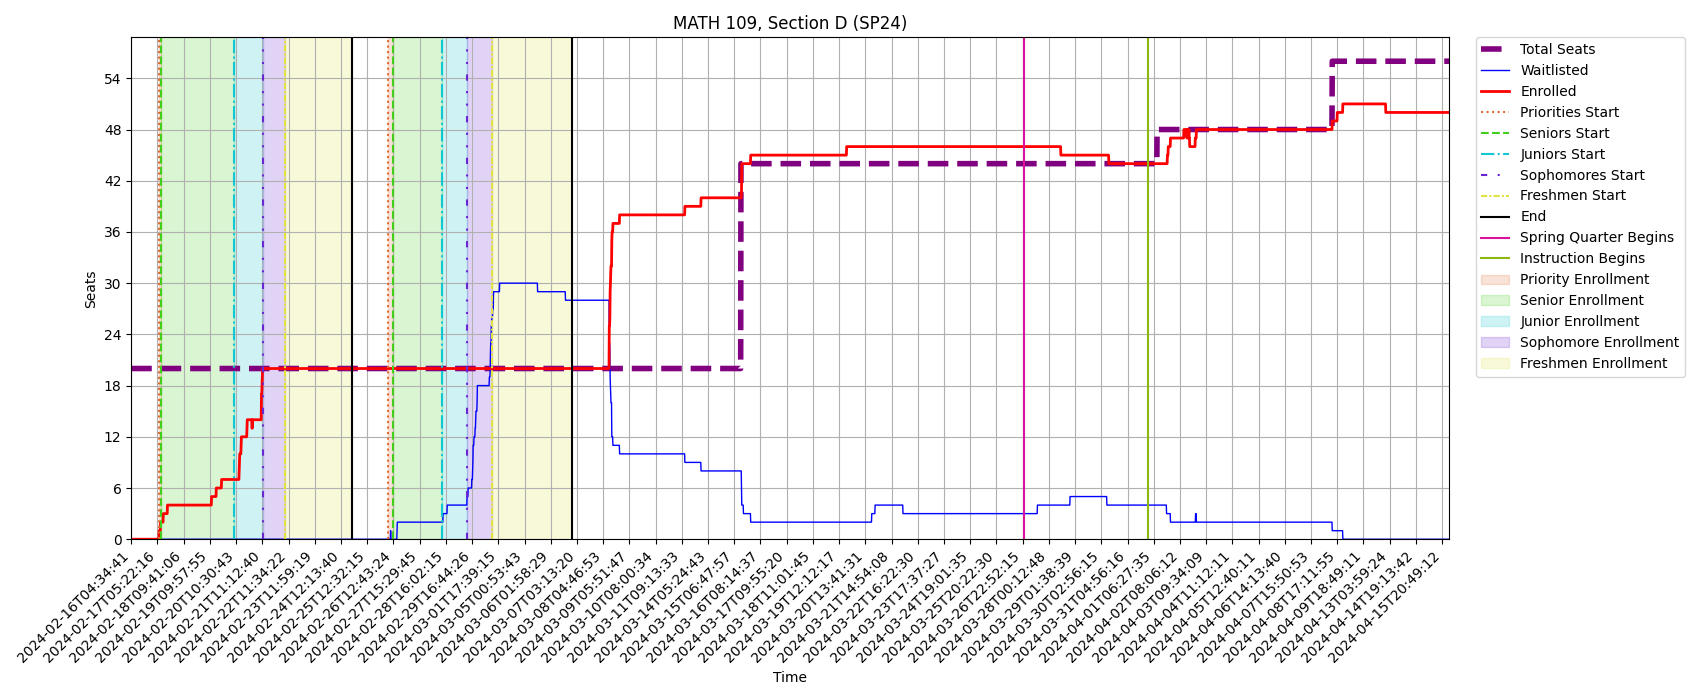 MATH 109, Section D (SP24)
Seats
54
48
42
36
30
24
18
12
6
0
2024-02-16T04:34:41
2024-02-17T05:22:16
2024-02-18T09:41:06
2024-02-19T09:57:55
2024-02-20T10:30:43
2024-02-21T11:12:40
2024-02-22T11:34:22
2024-02-23T11:59:19
2024-02-24T12:13:40
2024-02-25T12:32:15
2024-02-26T12:43:24
2024-02-27T15:29:45
2024-02-28T16:02:15
2024-02-29T16:44:26
2024-03-01T17:39:15
2024-03-05T00:53:43
2024-03-06T01:58:29
2024-03-07T03:13:20
2024-03-08T04:46:53
2024-03-09T05:51:47
2024-03-10T08:00:34
2024-03-11T09:13:33
2024-03-14T05:24:43
2024-03-15T06:47:57
2024-03-16T08:14:37
2024-03-17T09:55:20
2024-03-18T11:01:45
2024-03-19T12:12:17
2024-03-20T13:41:31
2024-03-21T14:54:08
2024-03-22T16:22:30
2024-03-23T17:37:27
2024-03-24T19:01:35
2024-03-25T20:22:30
2024-03-26T22:52:15
2024-03-28T00:12:48
2024-03-29T01:38:39
2024-03-30T02:56:15
2024-03-31T04:56:16
2024-04-01T06:27:35
2024-04-02T08:06:12
2024-04-03T09:34:09
2024-04-04T11:12:11
2024-04-05T12:40:11
2024-04-06T14:13:40
2024-04-07T15:50:53
2024-04-08T17:11:55
2024-04-09T18:49:11
2024-04-13T03:59:24
2024-04-14T19:13:42
2024-04-15T20:49:12
Time
Total Seats
Waitlisted
Enrolled
Priorities Start
Seniors Start
Juniors Start
Sophomores Start
Freshmen Start
End
Spring Quarter Begins
Instruction Begins
Priority Enrollment
Senior Enrollment
Junior Enrollment
Sophomore Enrollment
Freshmen Enrollment